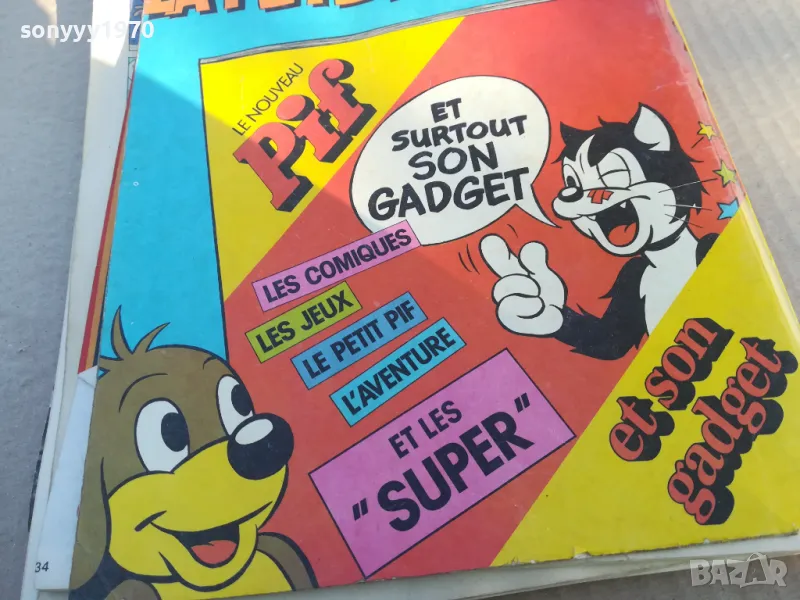 sonyyy1970
LE NOUVEAU
Pif
ET
SURTOUT
SON
GADGET
LES COMIQUES
LES JEUX
LE PETIT PIF
L'AVENTURE
ET LES
"SUPER"
et son
gadget
34
BAZAR